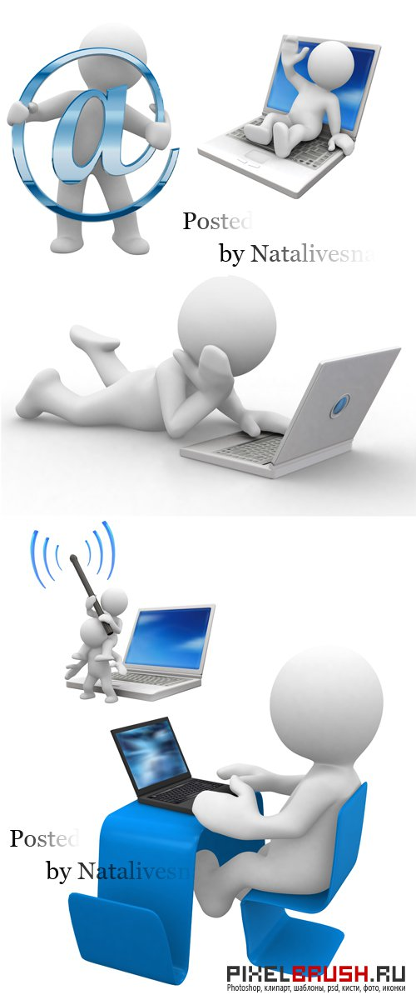 Posted
by Natalivesna
Posted
by Natalivesn
PIXELBRUSH.RU
Photoshop, клипарт, шаблоны, psd, кисти, фото, иконки